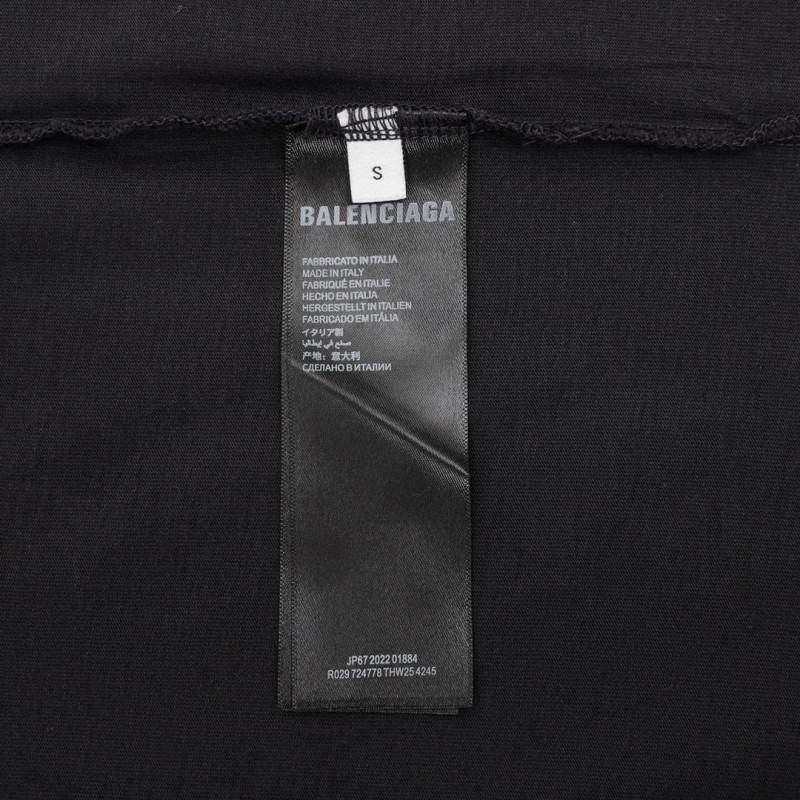 S
BALENCIAGA
FABBRICATO IN ITALIA
MADE IN ITALY
FABRIQUÉ EN ITALIE
HECHO EN ITALIA
HERGESTELLT IN ITALIEN
FABRICADO EM ITÁLIA
イタリア製
صنع في إيطاليا
产地：意大利
СДЕЛАНО В ИТАЛИИ
JP67 2022 01884
R029 724778 THW25 4245